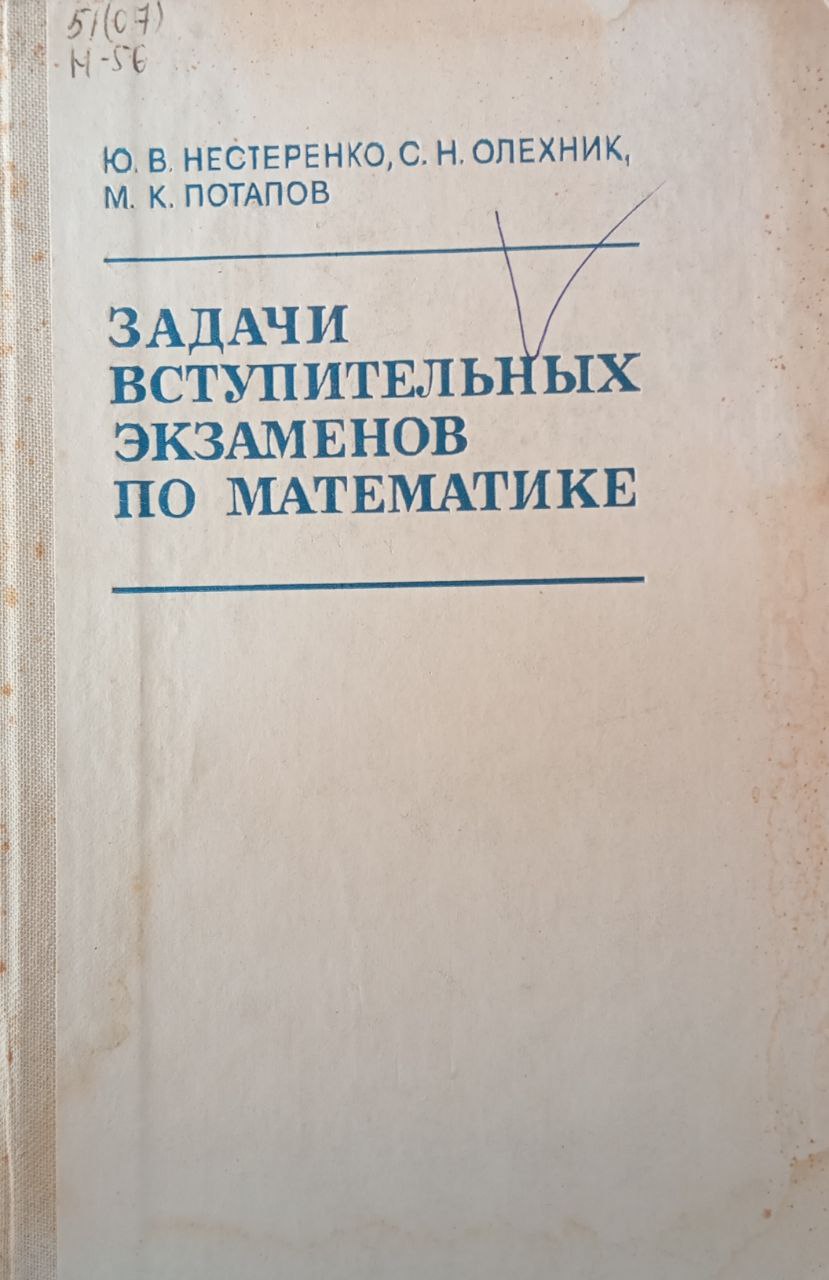 51(07)
Н-56
Ю. В. НЕСТЕРЕНКО, С. Н. ОЛЕХНИК,
М. К. ПОТАПОВ
ЗАДАЧИ
ВСТУПИТЕЛЬНЫХ
ЭКЗАМЕНОВ
ПО МАТЕМАТИКЕ